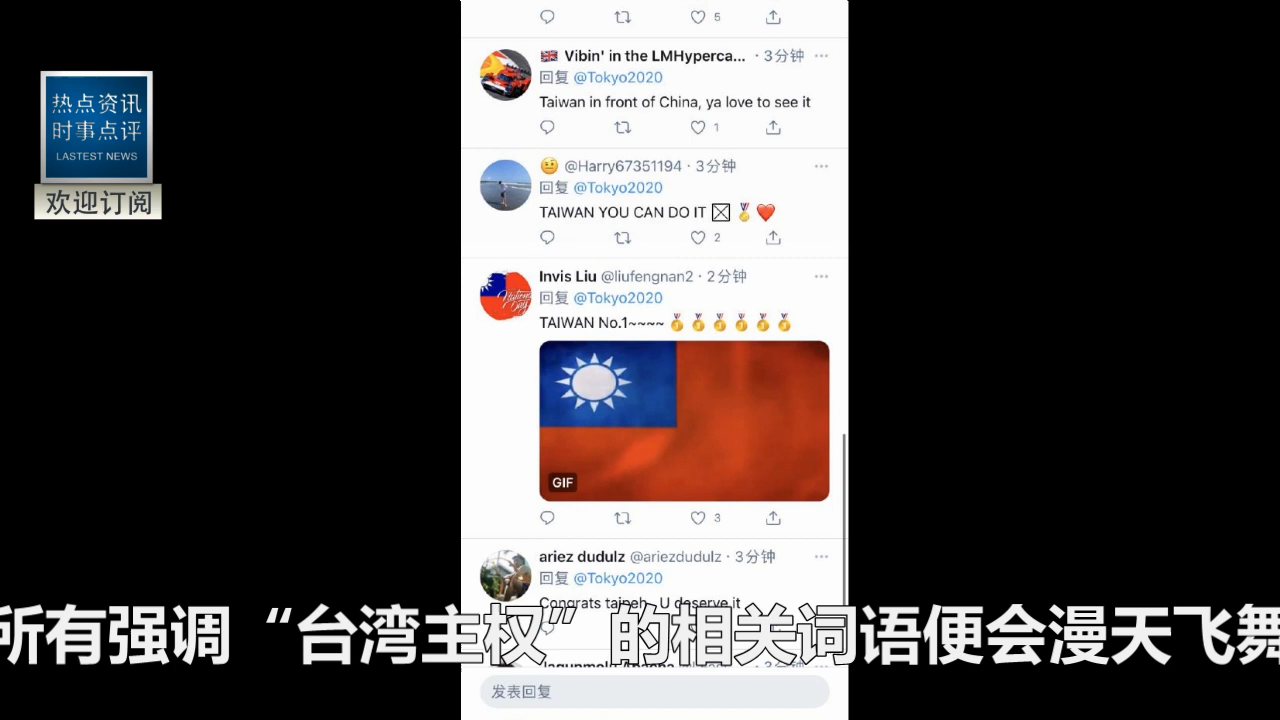 5
热点资讯
时事点评
LASTEST NEWS
欢迎订阅
Vibin' in the LMHyperca... · 3分钟
回复 @Tokyo2020
Taiwan in front of China, ya love to see it
1
@Harry67351194 · 3分钟
回复 @Tokyo2020
TAIWAN YOU CAN DO IT
2
Invis Liu @liufengnan2 · 2分钟
回复 @Tokyo2020
TAIWAN No.1~~~~
GIF
3
ariez dudulz @ariezdudulz · 3分钟
回复 @Tokyo2020
Congrats taipeh.. U deserve it
所有强调“台湾主权”的相关词语便会漫天飞舞
· 3分钟
发表回复